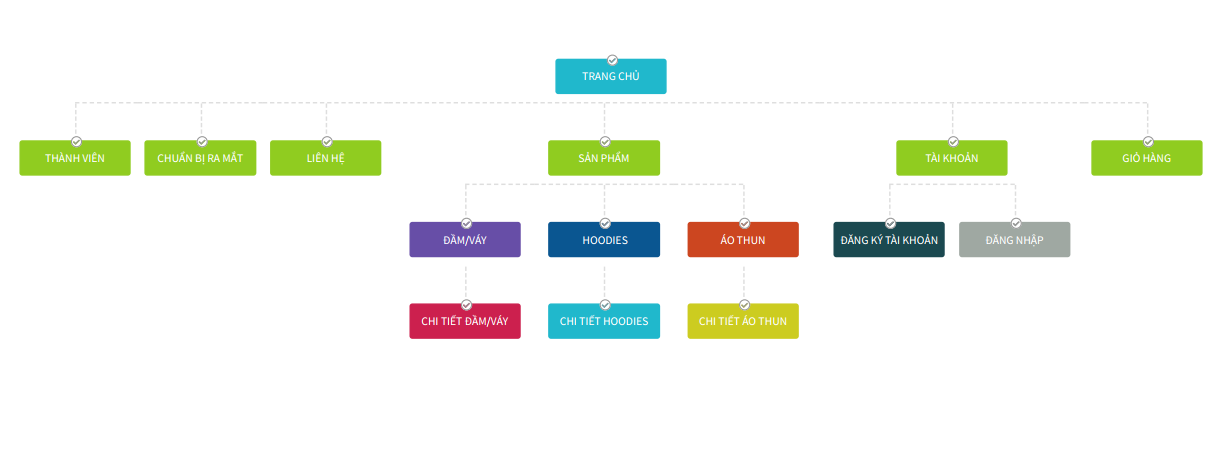 TRANG CHỦ
THÀNH VIÊN
CHUẨN BỊ RA MẮT
LIÊN HỆ
SẢN PHẨM
TÀI KHOẢN
GIỎ HÀNG
ĐẦM/VÁY
HOODIES
ÁO THUN
ĐĂNG KÝ TÀI KHOẢN
ĐĂNG NHẬP
CHI TIẾT ĐẦM/VÁY
CHI TIẾT HOODIES
CHI TIẾT ÁO THUN